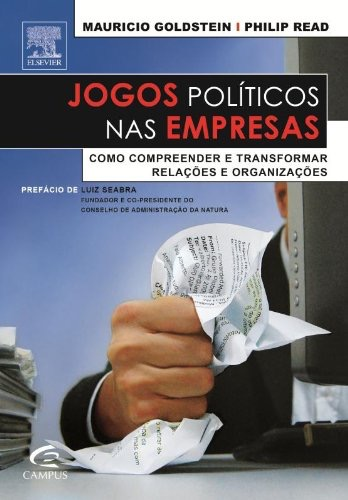 MAURICIO GOLDSTEIN | PHILIP READ
ELSEVIER
JOGOS POLÍTICOS
NAS EMPRESAS
COMO COMPREENDER E TRANSFORMAR
RELAÇÕES E ORGANIZAÇÕES
PREFÁCIO DE LUIZ SEABRA
FUNDADOR E CO-PRESIDENTE DO
CONSELHO DE ADMINISTRAÇÃO DA NATURA
CAMPUS